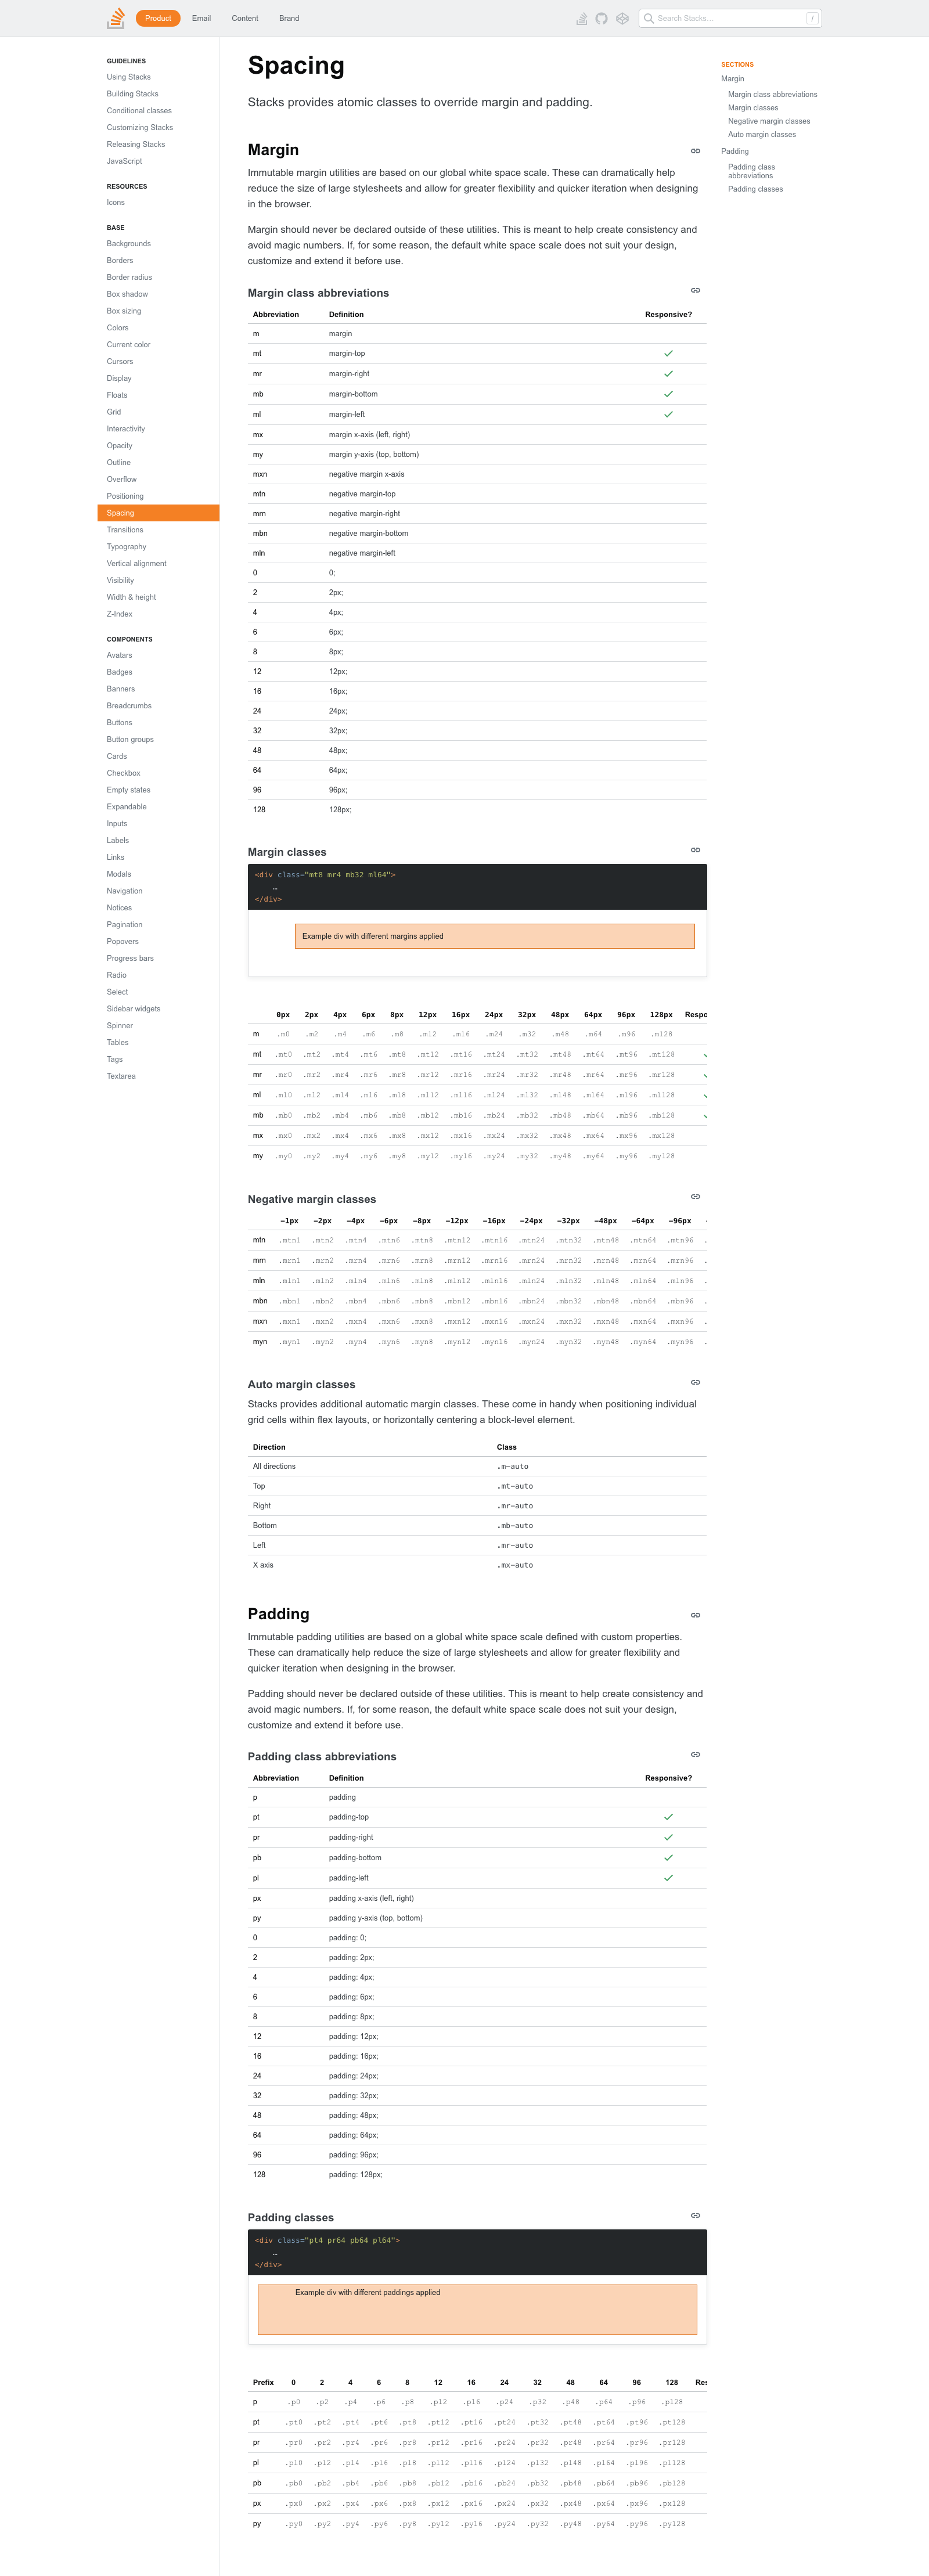 Product Email Content Brand Search Stacks… /
GUIDELINES
Using Stacks
Building Stacks
Conditional classes
Customizing Stacks
Releasing Stacks
JavaScript
RESOURCES
Icons
BASE
Backgrounds
Borders
Border radius
Box shadow
Box sizing
Colors
Current color
Cursors
Display
Floats
Grid
Interactivity
Opacity
Outline
Overflow
Positioning
Spacing
Transitions
Typography
Vertical alignment
Visibility
Width & height
Z-Index
COMPONENTS
Avatars
Badges
Banners
Breadcrumbs
Buttons
Button groups
Cards
Checkbox
Empty states
Expandable
Inputs
Labels
Links
Modals
Navigation
Notices
Pagination
Popovers
Progress bars
Radio
Select
Sidebar widgets
Spinner
Tables
Tags
Textarea
Spacing
Stacks provides atomic classes to override margin and padding.
Margin
Immutable margin utilities are based on our global white space scale. These can dramatically help
reduce the size of large stylesheets and allow for greater flexibility and quicker iteration when designing
in the browser.
Margin should never be declared outside of these utilities. This is meant to help create consistency and
avoid magic numbers. If, for some reason, the default white space scale does not suit your design,
customize and extend it before use.
Margin class abbreviations
Abbreviation Definition Responsive?
m margin
mt margin-top
mr margin-right
mb margin-bottom
ml margin-left
mx margin x-axis (left, right)
my margin y-axis (top, bottom)
mxn negative margin x-axis
mtn negative margin-top
mrn negative margin-right
mbn negative margin-bottom
mln negative margin-left
0 0;
2 2px;
4 4px;
6 6px;
8 8px;
12 12px;
16 16px;
24 24px;
32 32px;
48 48px;
64 64px;
96 96px;
128 128px;
Margin classes
<div class="mt8 mr4 mb32 ml64">
…
</div>
Example div with different margins applied
0px 2px 4px 6px 8px 12px 16px 24px 32px 48px 64px 96px 128px Respo
m .m0 .m2 .m4 .m6 .m8 .m12 .m16 .m24 .m32 .m48 .m64 .m96 .m128
mt .mt0 .mt2 .mt4 .mt6 .mt8 .mt12 .mt16 .mt24 .mt32 .mt48 .mt64 .mt96 .mt128
mr .mr0 .mr2 .mr4 .mr6 .mr8 .mr12 .mr16 .mr24 .mr32 .mr48 .mr64 .mr96 .mr128
ml .ml0 .ml2 .ml4 .ml6 .ml8 .ml12 .ml16 .ml24 .ml32 .ml48 .ml64 .ml96 .ml128
mb .mb0 .mb2 .mb4 .mb6 .mb8 .mb12 .mb16 .mb24 .mb32 .mb48 .mb64 .mb96 .mb128
mx .mx0 .mx2 .mx4 .mx6 .mx8 .mx12 .mx16 .mx24 .mx32 .mx48 .mx64 .mx96 .mx128
my .my0 .my2 .my4 .my6 .my8 .my12 .my16 .my24 .my32 .my48 .my64 .my96 .my128
Negative margin classes
−1px −2px −4px −6px −8px −12px −16px −24px −32px −48px −64px −96px
mtn .mtn1 .mtn2 .mtn4 .mtn6 .mtn8 .mtn12 .mtn16 .mtn24 .mtn32 .mtn48 .mtn64 .mtn96
mrn .mrn1 .mrn2 .mrn4 .mrn6 .mrn8 .mrn12 .mrn16 .mrn24 .mrn32 .mrn48 .mrn64 .mrn96
mln .mln1 .mln2 .mln4 .mln6 .mln8 .mln12 .mln16 .mln24 .mln32 .mln48 .mln64 .mln96
mbn .mbn1 .mbn2 .mbn4 .mbn6 .mbn8 .mbn12 .mbn16 .mbn24 .mbn32 .mbn48 .mbn64 .mbn96
mxn .mxn1 .mxn2 .mxn4 .mxn6 .mxn8 .mxn12 .mxn16 .mxn24 .mxn32 .mxn48 .mxn64 .mxn96
myn .myn1 .myn2 .myn4 .myn6 .myn8 .myn12 .myn16 .myn24 .myn32 .myn48 .myn64 .myn96
Auto margin classes
Stacks provides additional automatic margin classes. These come in handy when positioning individual
grid cells within flex layouts, or horizontally centering a block-level element.
Direction Class
All directions .m-auto
Top .mt-auto
Right .mr-auto
Bottom .mb-auto
Left .mr-auto
X axis .mx-auto
Padding
Immutable padding utilities are based on a global white space scale defined with custom properties.
These can dramatically help reduce the size of large stylesheets and allow for greater flexibility and
quicker iteration when designing in the browser.
Padding should never be declared outside of these utilities. This is meant to help create consistency and
avoid magic numbers. If, for some reason, the default white space scale does not suit your design,
customize and extend it before use.
Padding class abbreviations
Abbreviation Definition Responsive?
p padding
pt padding-top
pr padding-right
pb padding-bottom
pl padding-left
px padding x-axis (left, right)
py padding y-axis (top, bottom)
0 padding: 0;
2 padding: 2px;
4 padding: 4px;
6 padding: 6px;
8 padding: 8px;
12 padding: 12px;
16 padding: 16px;
24 padding: 24px;
32 padding: 32px;
48 padding: 48px;
64 padding: 64px;
96 padding: 96px;
128 padding: 128px;
Padding classes
<div class="pt4 pr64 pb64 pl64">
…
</div>
Example div with different paddings applied
Prefix 0 2 4 6 8 12 16 24 32 48 64 96 128 Res
p .p0 .p2 .p4 .p6 .p8 .p12 .p16 .p24 .p32 .p48 .p64 .p96 .p128
pt .pt0 .pt2 .pt4 .pt6 .pt8 .pt12 .pt16 .pt24 .pt32 .pt48 .pt64 .pt96 .pt128
pr .pr0 .pr2 .pr4 .pr6 .pr8 .pr12 .pr16 .pr24 .pr32 .pr48 .pr64 .pr96 .pr128
pl .pl0 .pl2 .pl4 .pl6 .pl8 .pl12 .pl16 .pl24 .pl32 .pl48 .pl64 .pl96 .pl128
pb .pb0 .pb2 .pb4 .pb6 .pb8 .pb12 .pb16 .pb24 .pb32 .pb48 .pb64 .pb96 .pb128
px .px0 .px2 .px4 .px6 .px8 .px12 .px16 .px24 .px32 .px48 .px64 .px96 .px128
py .py0 .py2 .py4 .py6 .py8 .py12 .py16 .py24 .py32 .py48 .py64 .py96 .py128
SECTIONS
Margin
Margin class abbreviations
Margin classes
Negative margin classes
Auto margin classes
Padding
Padding class
abbreviations
Padding classes